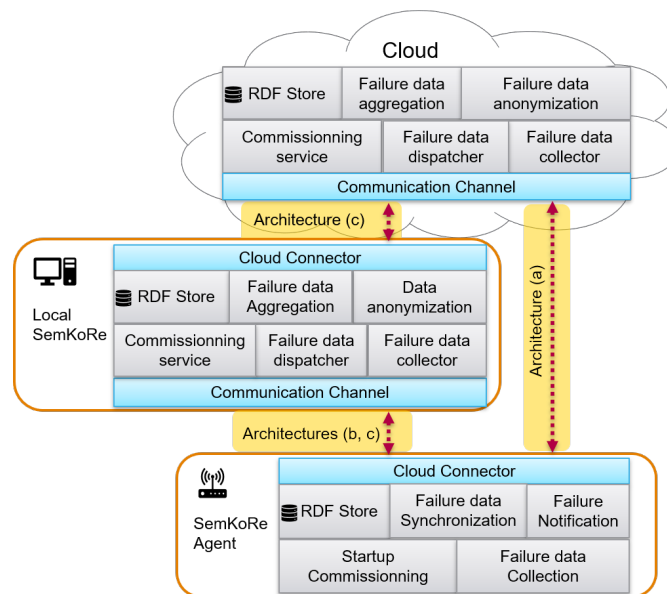 Cloud
RDF Store
Failure data
aggregation
Failure data
anonymization
Commissionning
service
Failure data
dispatcher
Failure data
collector
Communication Channel
Architecture (c)
Architecture (a)
Local
SemKoRe
Cloud Connector
RDF Store
Failure data
Aggregation
Data
anonymization
Commissionning
service
Failure data
dispatcher
Failure data
collector
Communication Channel
Architectures (b, c)
SemKoRe
Agent
Cloud Connector
RDF Store
Failure data
Synchronization
Failure
Notification
Startup
Commissionning
Failure data
Collection